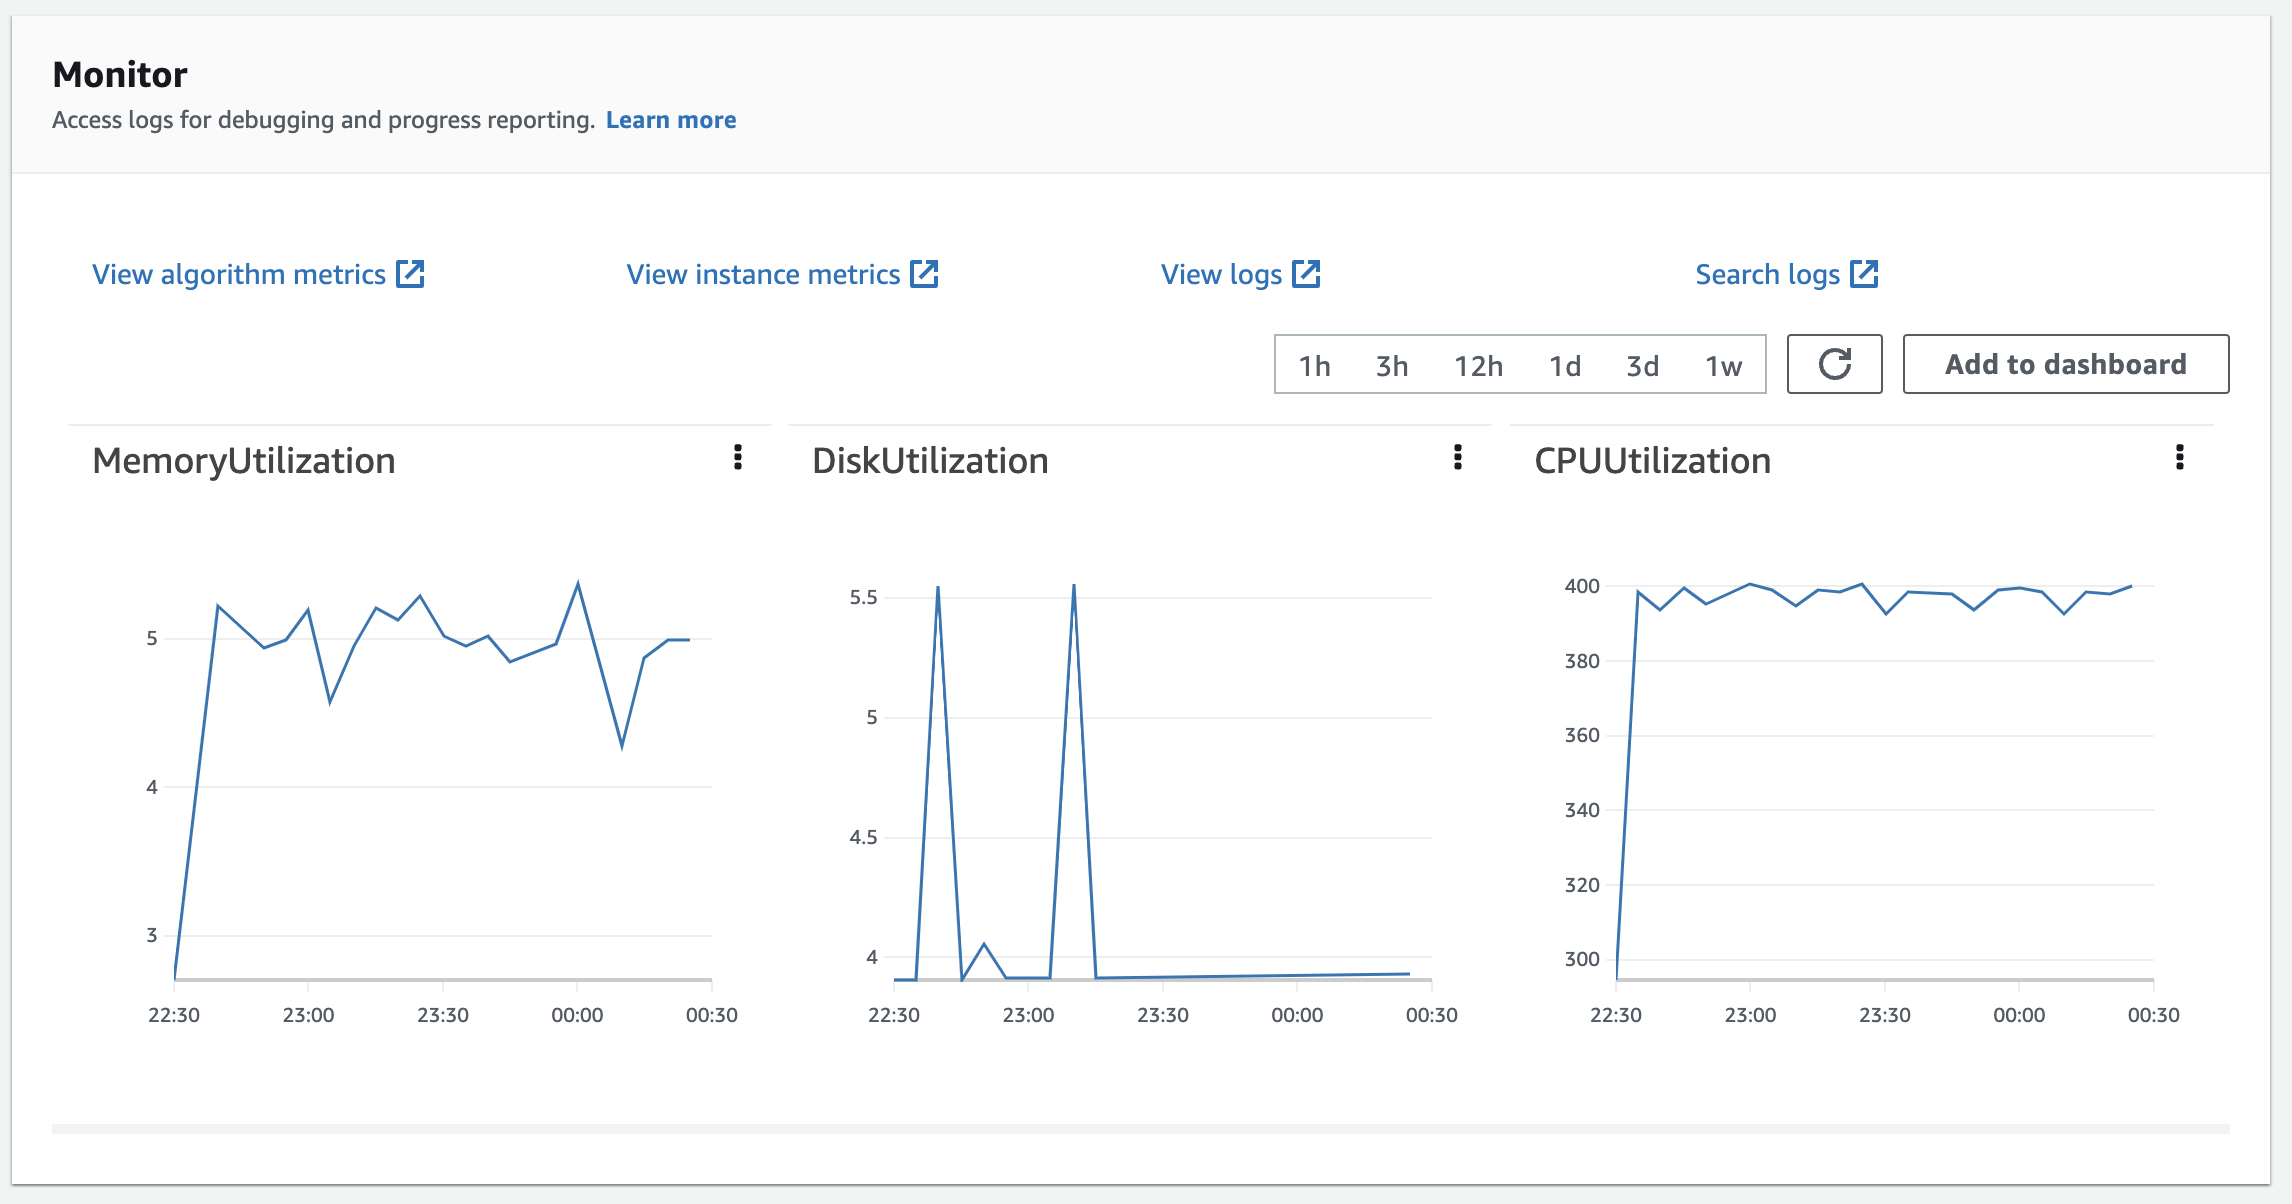 Monitor
Access logs for debugging and progress reporting. Learn more
View algorithm metrics
View instance metrics
View logs
Search logs
1h 3h 12h 1d 3d 1w
Add to dashboard
MemoryUtilization
5
4
3
22:30 23:00 23:30 00:00 00:30
DiskUtilization
5.5
5
4.5
4
22:30 23:00 23:30 00:00 00:30
CPUUtilization
400
380
360
340
320
300
22:30 23:00 23:30 00:00 00:30